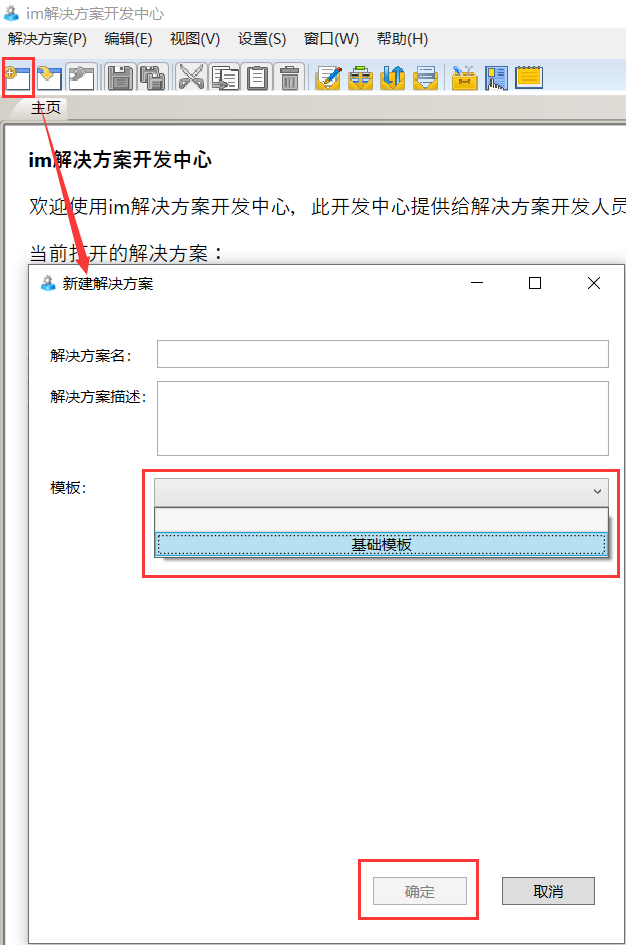 im解决方案开发中心
解决方案(P) 编辑(E) 视图(V) 设置(S) 窗口(W) 帮助(H)
主页
im解决方案开发中心
欢迎使用im解决方案开发中心，此开发中心提供给解决方案开发人员
当前打开的解决方案：
新建解决方案
解决方案名:
解决方案描述:
模板:
基础模板
确定 取消